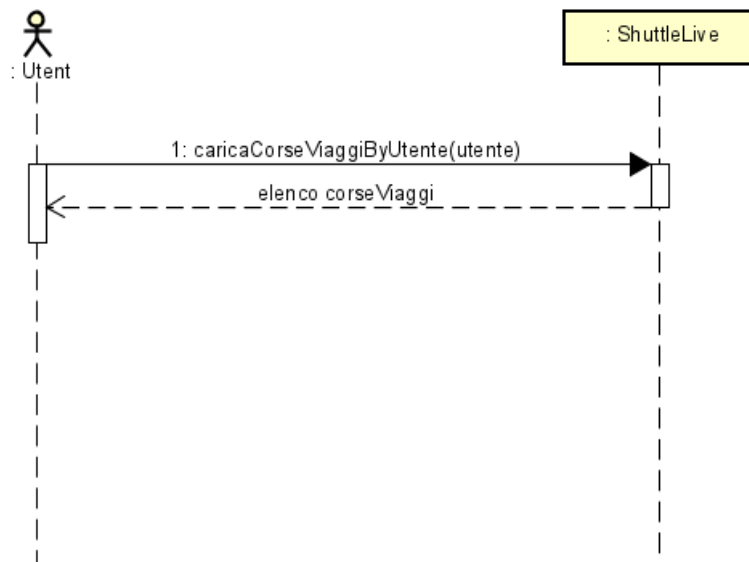 : Utent
: ShuttleLive
1: caricaCorseViaggiByUtente(utente)
elenco corseViaggi